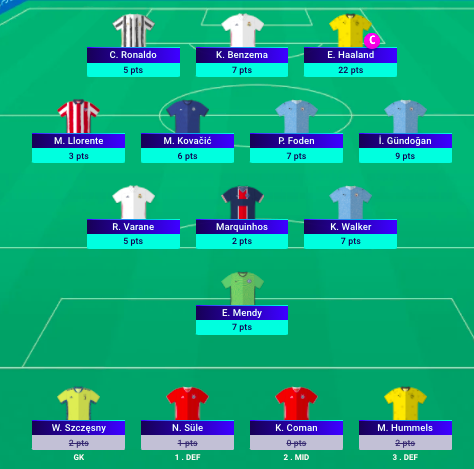 C
C. Ronaldo K. Benzema E. Haaland
5 pts 7 pts 22 pts
M. Llorente M. Kovačić P. Foden İ. Gündoğan
3 pts 6 pts 7 pts 9 pts
R. Varane Marquinhos K. Walker
5 pts 2 pts 7 pts
E. Mendy
7 pts
W. Szczęsny N. Süle K. Coman M. Hummels
2 pts 1 pts 0 pts 2 pts
GK 1 . DEF 2 . MID 3 . DEF